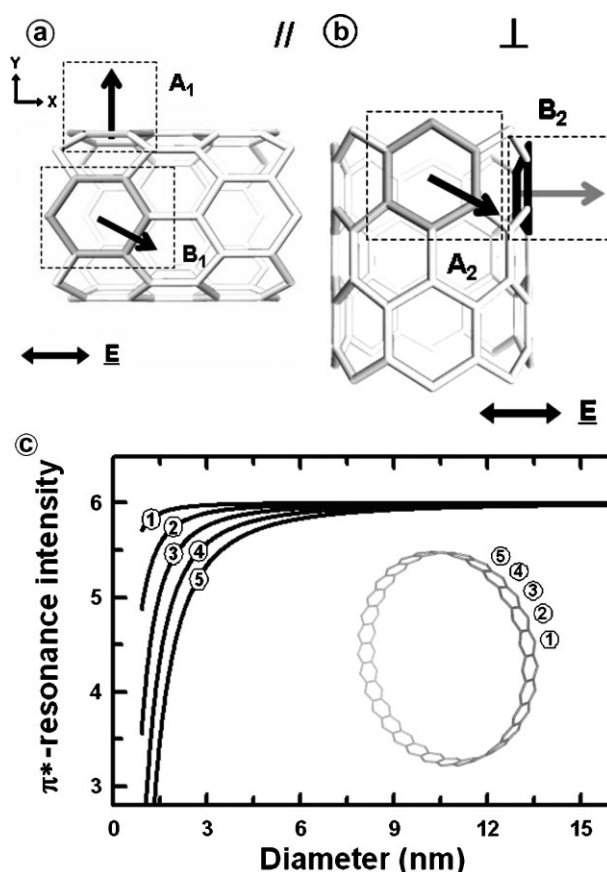 ⓐ
//
Y
X
A₁
B₁
E
ⓑ
⊥
B₂
A₂
E
ⓒ
π*-resonance intensity
6
5
4
3
① ② ③ ④ ⑤
⑤
④
③
②
①
0 3 6 9 12 15
Diameter (nm)